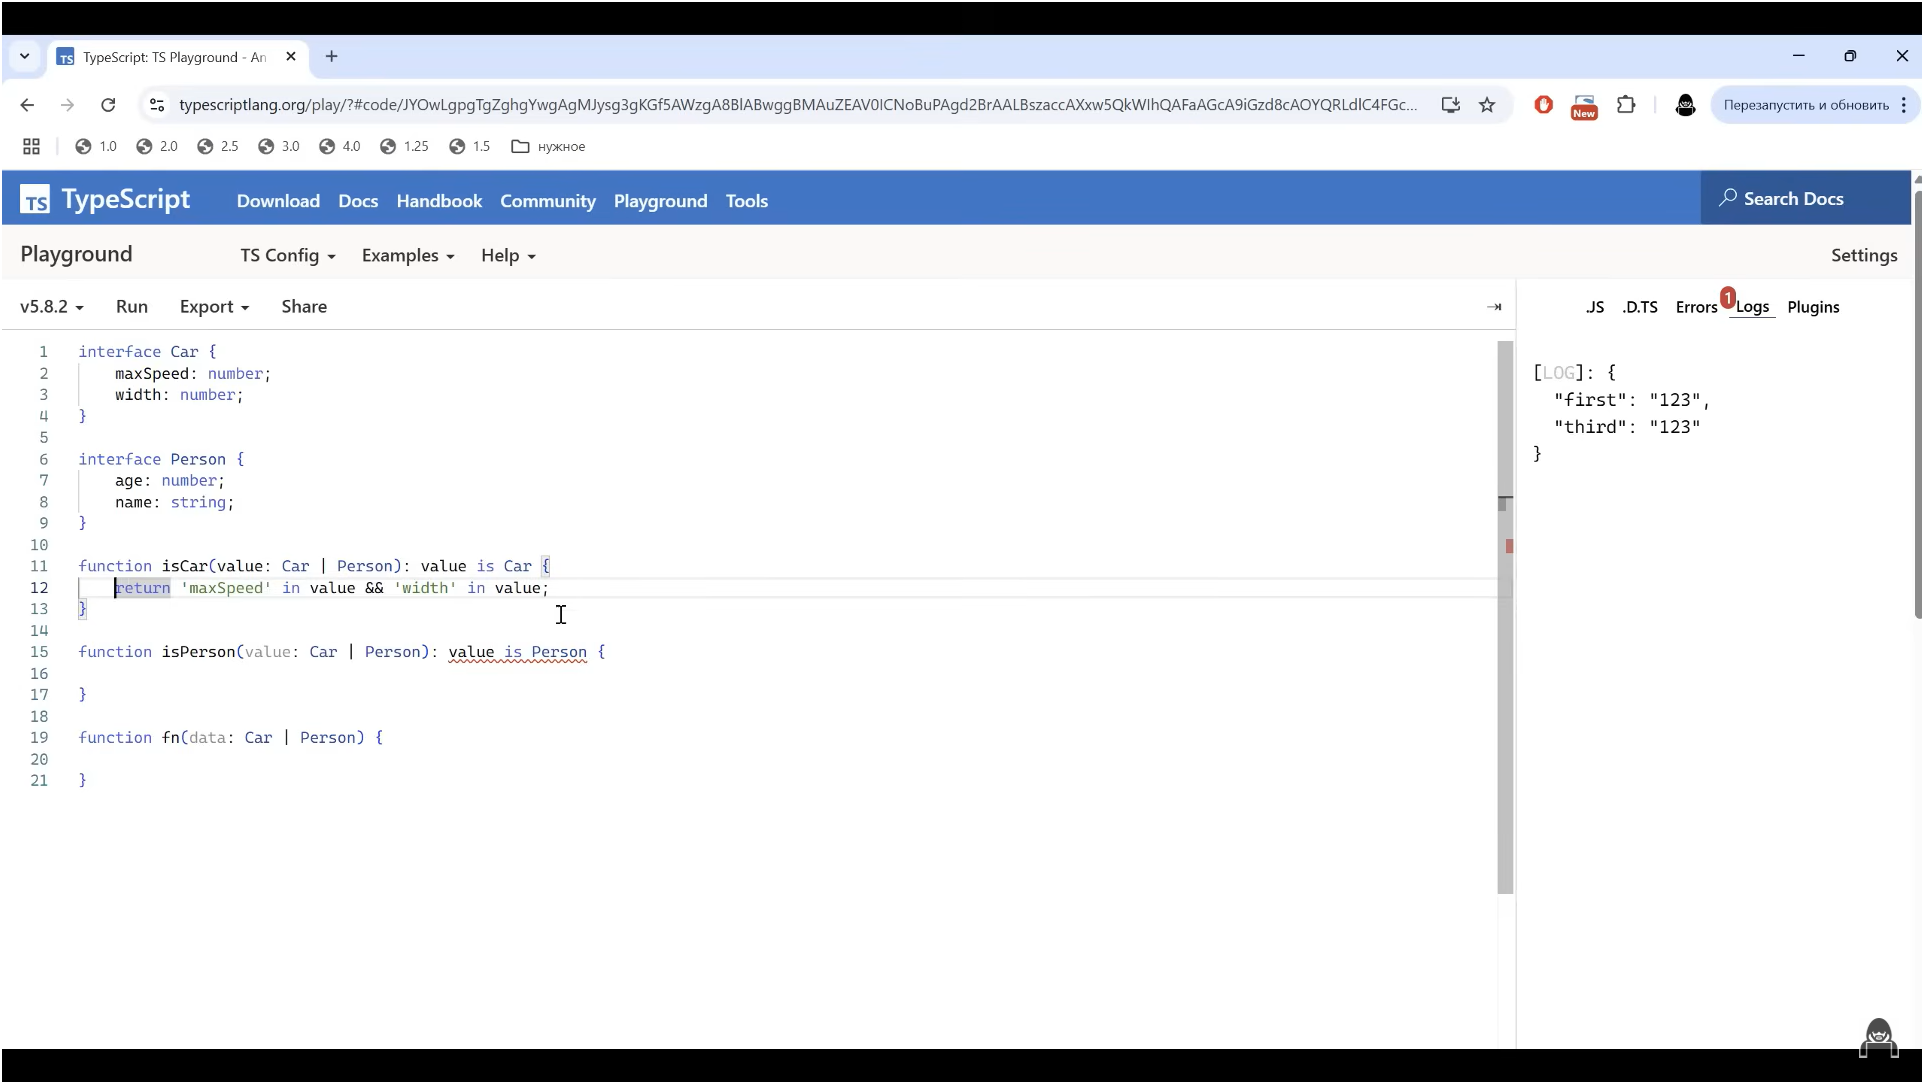 TS TypeScript: TS Playground - An
typescriptlang.org/play/?#code/JYOwLgpgTgZghgYwgAgMJysg3gKGf5AWzgA8BlABwggBMAuZEAV0ICNoBuPAgd2BrAALBszaccAXxw5QkWIhQAFaAGcA9iGzd8cAOYQRLdlC4FGc...
New
Перезапустить и обновить
1.0 2.0 2.5 3.0 4.0 1.25 1.5 нужное
TS TypeScript Download Docs Handbook Community Playground Tools Search Docs
Playground TS Config Examples Help Settings
v5.8.2 Run Export Share
.JS .D.TS Errors 1 Logs Plugins
1 interface Car {
2 maxSpeed: number;
3 width: number;
4 }
5
6 interface Person {
7 age: number;
8 name: string;
9 }
10
11 function isCar(value: Car | Person): value is Car {
12 return 'maxSpeed' in value && 'width' in value;
13 }
14
15 function isPerson(value: Car | Person): value is Person {
16
17 }
18
19 function fn(data: Car | Person) {
20
21 }
[LOG]: {
"first": "123",
"third": "123"
}